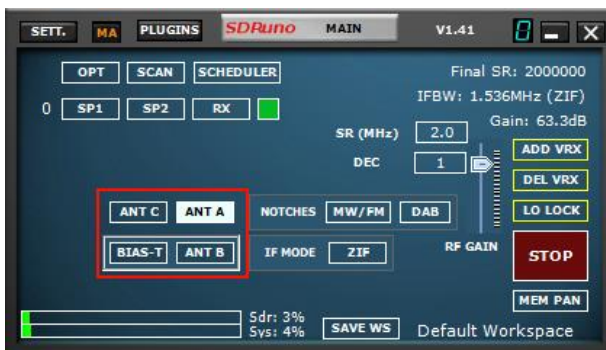 SETT. MA PLUGINS SDRuno MAIN V1.41
OPT SCAN SCHEDULER Final SR: 2000000
IFBW: 1.536MHz (ZIF)
0 SP1 SP2 RX Gain: 63.3dB
SR (MHz) 2.0
DEC 1 ADD VRX
DEL VRX
ANT C ANT A NOTCHES MW/FM DAB LO LOCK
BIAS-T ANT B IF MODE ZIF RF GAIN STOP
MEM PAN
Sdr: 3%
Sys: 4% SAVE WS Default Workspace